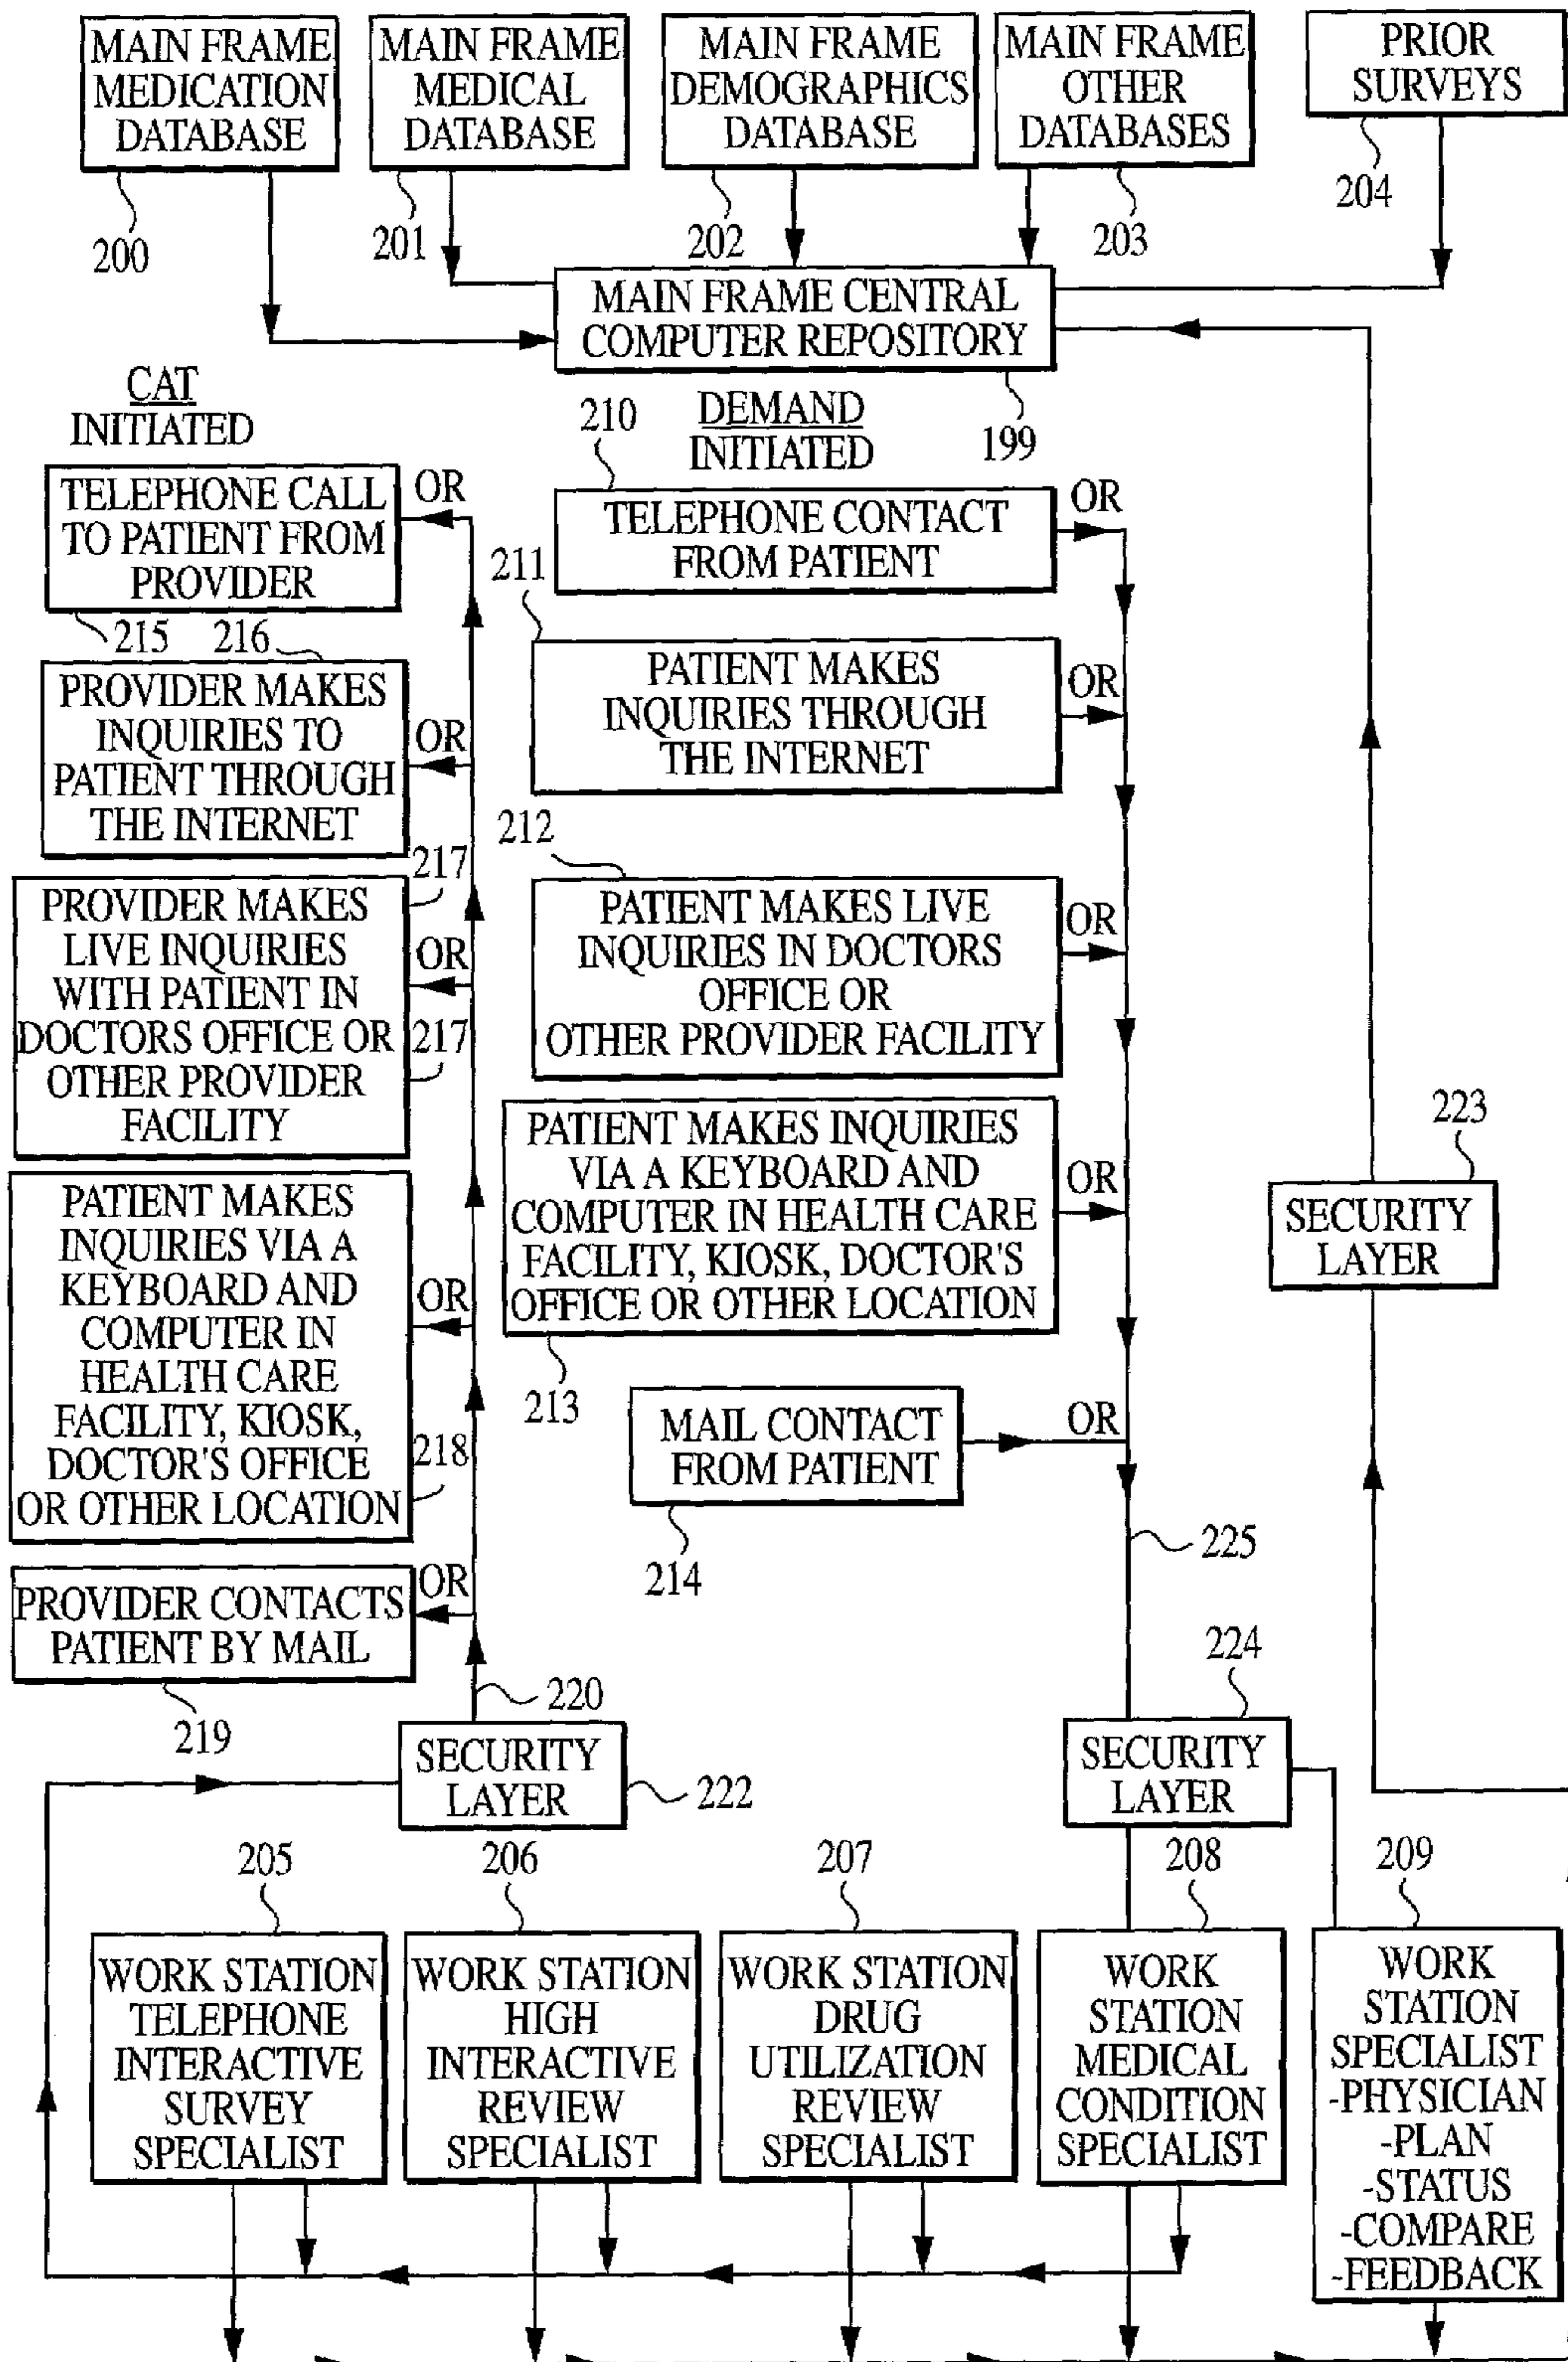 MAIN FRAME
MEDICATION
DATABASE
200
MAIN FRAME
MEDICAL
DATABASE
201
MAIN FRAME
DEMOGRAPHICS
DATABASE
202
MAIN FRAME
OTHER
DATABASES
203
PRIOR
SURVEYS
204
MAIN FRAME CENTRAL
COMPUTER REPOSITORY
199
CAT
INITIATED
TELEPHONE CALL
TO PATIENT FROM
PROVIDER
OR
215
216
PROVIDER MAKES
INQUIRIES TO
PATIENT THROUGH
THE INTERNET
OR
217
PROVIDER MAKES
LIVE INQUIRIES
WITH PATIENT IN
DOCTORS OFFICE OR
OTHER PROVIDER
FACILITY
OR
217
PATIENT MAKES
INQUIRIES VIA A
KEYBOARD AND
COMPUTER IN
HEALTH CARE
FACILITY, KIOSK,
DOCTOR'S OFFICE
OR OTHER LOCATION
OR
218
PROVIDER CONTACTS
PATIENT BY MAIL
OR
219
220
SECURITY
LAYER
222
DEMAND
INITIATED
210
TELEPHONE CONTACT
FROM PATIENT
OR
211
PATIENT MAKES
INQUIRIES THROUGH
THE INTERNET
OR
212
PATIENT MAKES LIVE
INQUIRIES IN DOCTORS
OFFICE OR
OTHER PROVIDER FACILITY
OR
PATIENT MAKES INQUIRIES
VIA A KEYBOARD AND
COMPUTER IN HEALTH CARE
FACILITY, KIOSK, DOCTOR'S
OFFICE OR OTHER LOCATION
OR
213
MAIL CONTACT
FROM PATIENT
OR
214
225
224
SECURITY
LAYER
223
SECURITY
LAYER
205
WORK STATION
TELEPHONE
INTERACTIVE
SURVEY
SPECIALIST
206
WORK STATION
HIGH
INTERACTIVE
REVIEW
SPECIALIST
207
WORK STATION
DRUG
UTILIZATION
REVIEW
SPECIALIST
208
WORK
STATION
MEDICAL
CONDITION
SPECIALIST
209
WORK
STATION
SPECIALIST
-PHYSICIAN
-PLAN
-STATUS
-COMPARE
-FEEDBACK